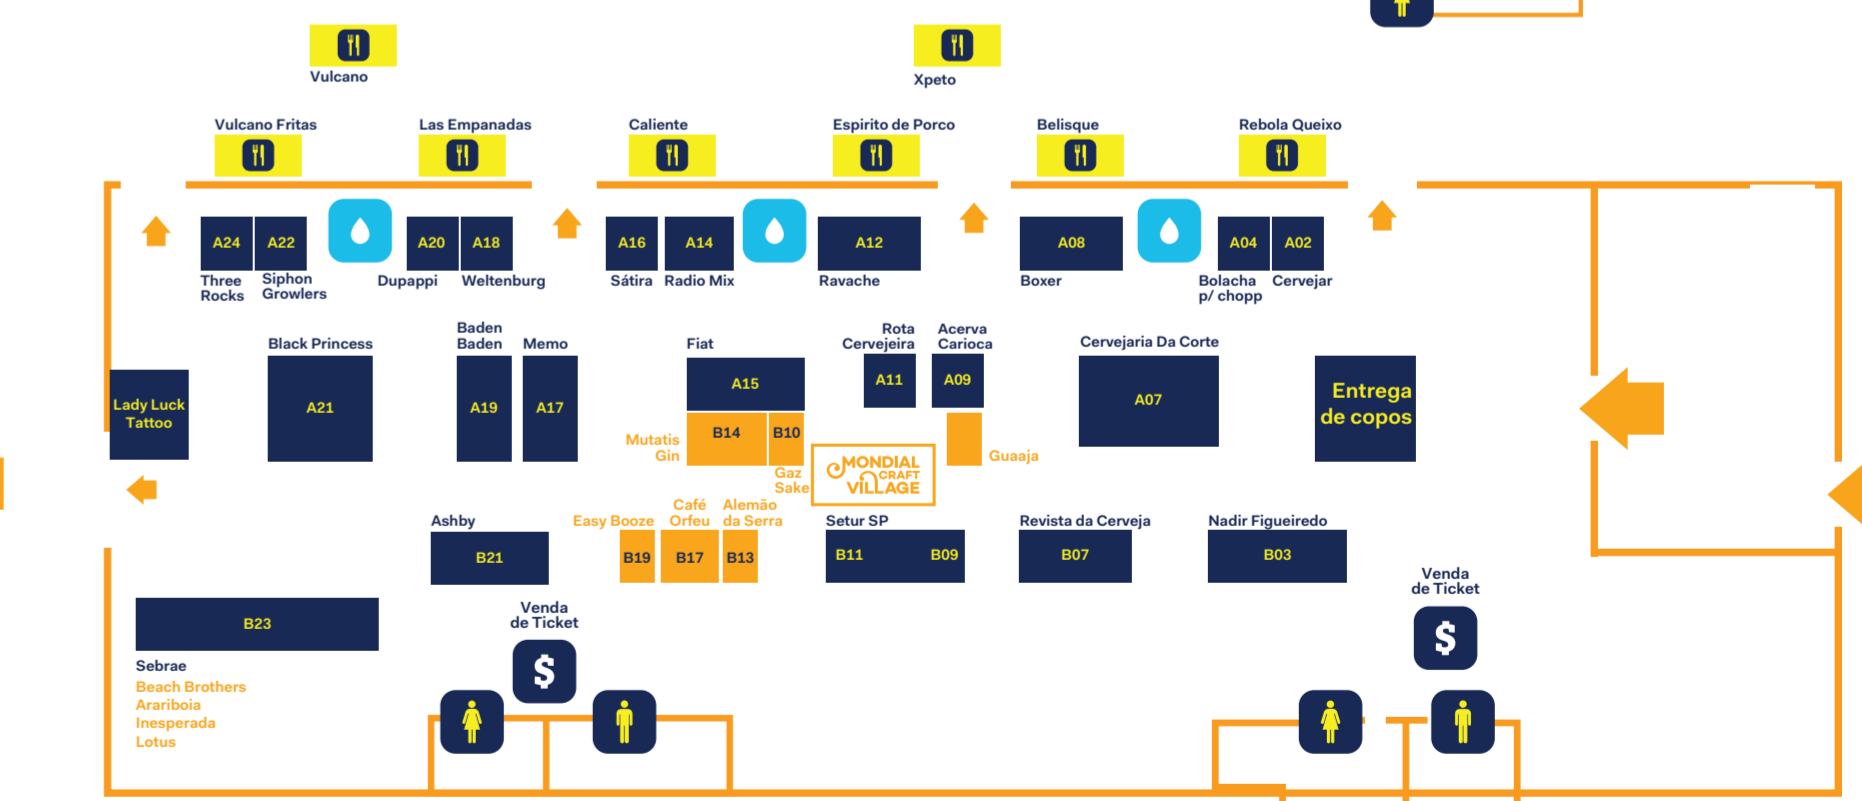 Vulcano
Xpeto
Vulcano Fritas
Las Empanadas
Caliente
Espirito de Porco
Belisque
Rebola Queixo
A24
A22
A20
A18
A16
A14
A12
A08
A04
A02
Three
Rocks
Siphon
Growlers
Dupappi
Weltenburg
Sátira
Radio Mix
Ravache
Boxer
Bolacha
p/ chopp
Cervejar
Black Princess
Baden
Baden
Memo
Fiat
Rota
Cervejeira
Acerva
Carioca
Cervejaria Da Corte
Lady Luck
Tattoo
A21
A19
A17
A15
A11
A09
A07
Entrega
de copos
Mutatis
Gin
B14
B10
Gaz
Sake
MONDIAL
CRAFT
VILLAGE
Guaaja
Ashby
Easy Booze
Café
Orfeu
Alemão
da Serra
Setur SP
Revista da Cerveja
Nadir Figueiredo
B21
B19
B17
B13
B11
B09
B07
B03
Venda
de Ticket
$
Venda
de Ticket
$
B23
Sebrae
Beach Brothers
Arariboia
Inesperada
Lotus